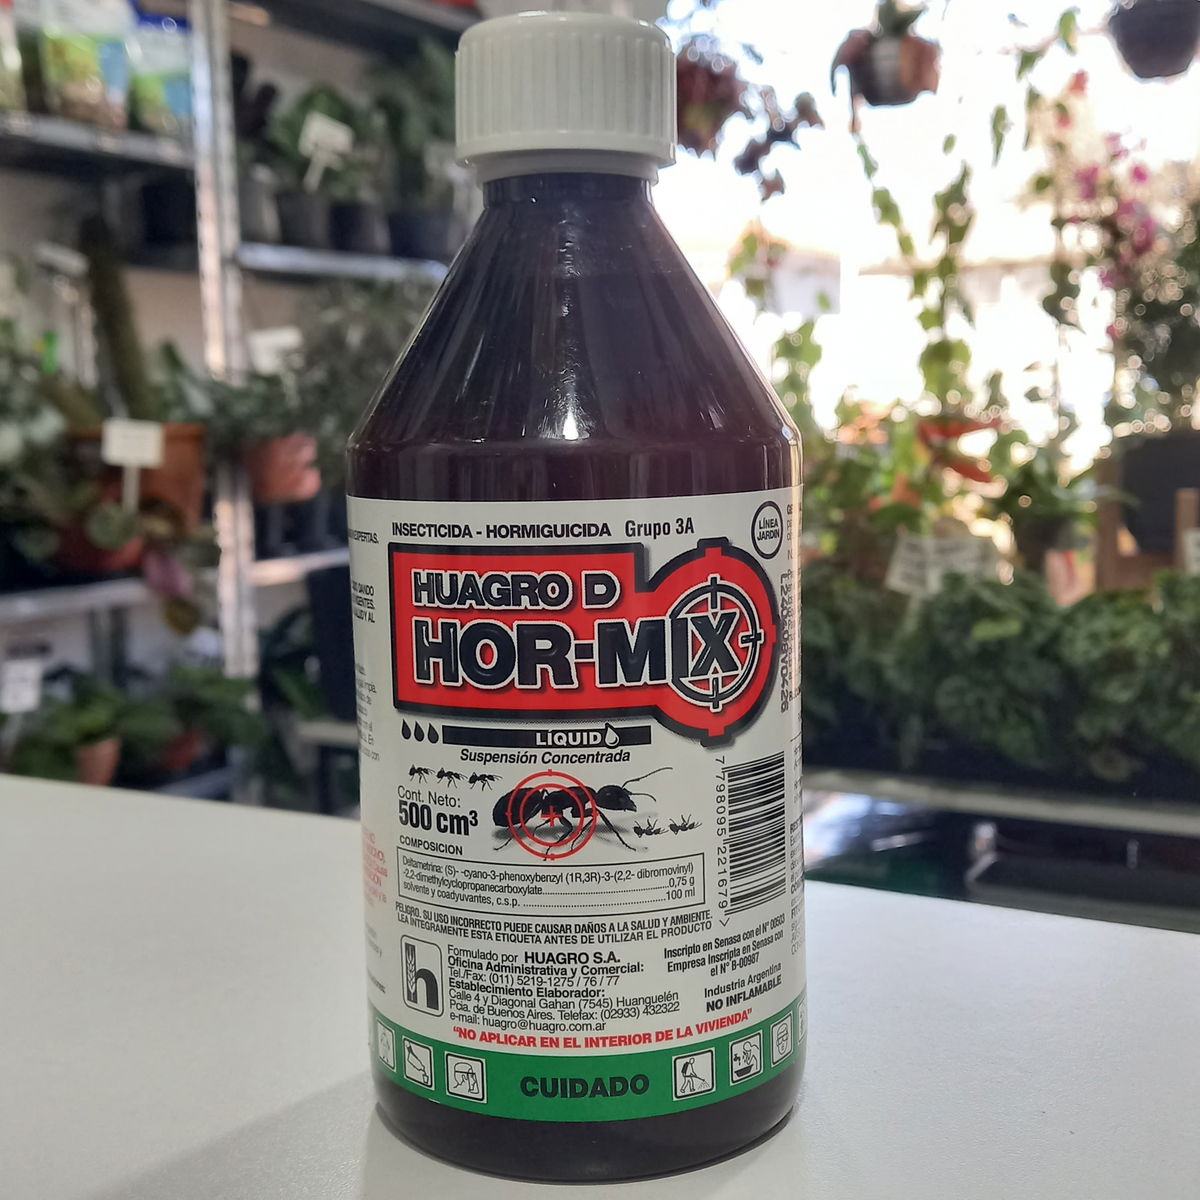 INSECTICIDA - HORMIGUICIDA Grupo 3A
LÍNEA
JARDIN
HUAGRO D
HOR-MIX
LíQUIDO
Suspensión Concentrada
Cont. Neto:
500 cm³
COMPOSICION
Deltametrina: (S)- -cyano-3-phenoxybenzyl (1R,3R)-3-(2,2- dibromovinyl)
-2,2-dimethylcyclopropanecarboxylate..........0,75 g
solvente y coadyuvantes, c.s.p. ..........100 ml
7 798095 221679 >
PELIGRO. SU USO INCORRECTO PUEDE CAUSAR DAÑOS A LA SALUD Y AMBIENTE.
LEA ÍNTEGRAMENTE ESTA ETIQUETA ANTES DE UTILIZAR EL PRODUCTO
h
Formulado por HUAGRO S.A.
Oficina Administrativa y Comercial:
Tel./Fax: (011) 5219-1275 / 76 / 77
Establecimiento Elaborador:
Calle 4 y Diagonal Gahan (7545) Huanguelén
Pcia. de Buenos Aires. Telefax: (02933) 432322
e-mail: huagro@huagro.com.ar
Inscripto en Senasa con el N° 00503
Empresa Inscripta en Senasa con
el N° B-00987
Industria Argentina
NO INFLAMABLE
"NO APLICAR EN EL INTERIOR DE LA VIVIENDA"
CUIDADO